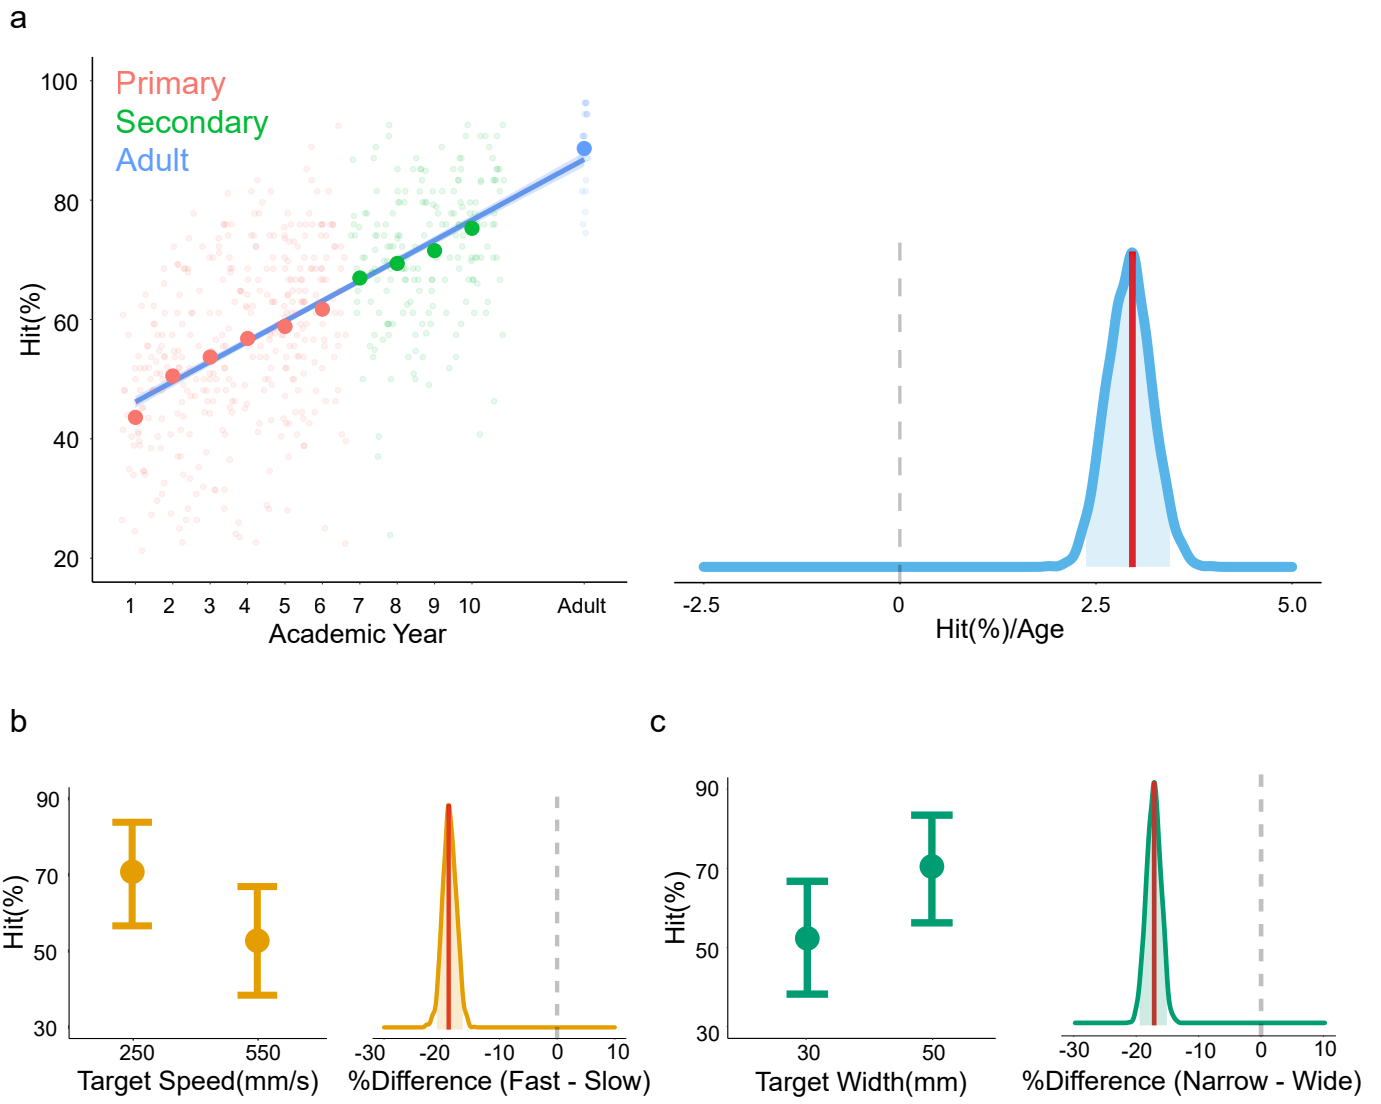 a
100
80
60
40
20
Hit(%)
Primary
Secondary
Adult
1 2 3 4 5 6 7 8 9 10 Adult
Academic Year
-2.5 0 2.5 5.0
Hit(%)/Age
b
90
70
50
30
Hit(%)
250 550
Target Speed(mm/s)
-30 -20 -10 0 10
%Difference (Fast - Slow)
c
90
70
50
30
Hit(%)
30 50
Target Width(mm)
-30 -20 -10 0 10
%Difference (Narrow - Wide)